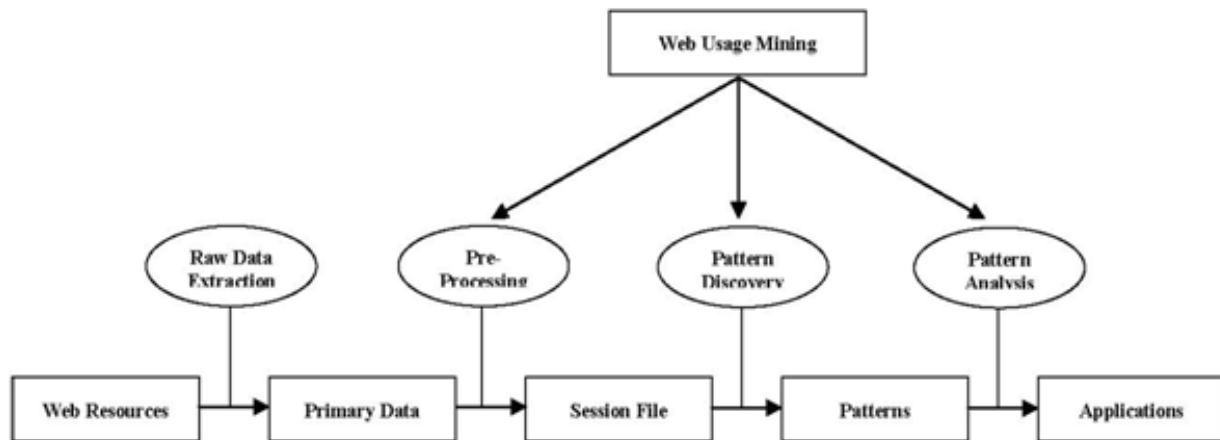 Web Usage Mining
Raw Data
Extraction
Pre-
Processing
Pattern
Discovery
Pattern
Analysis
Web Resources
Primary Data
Session File
Patterns
Applications